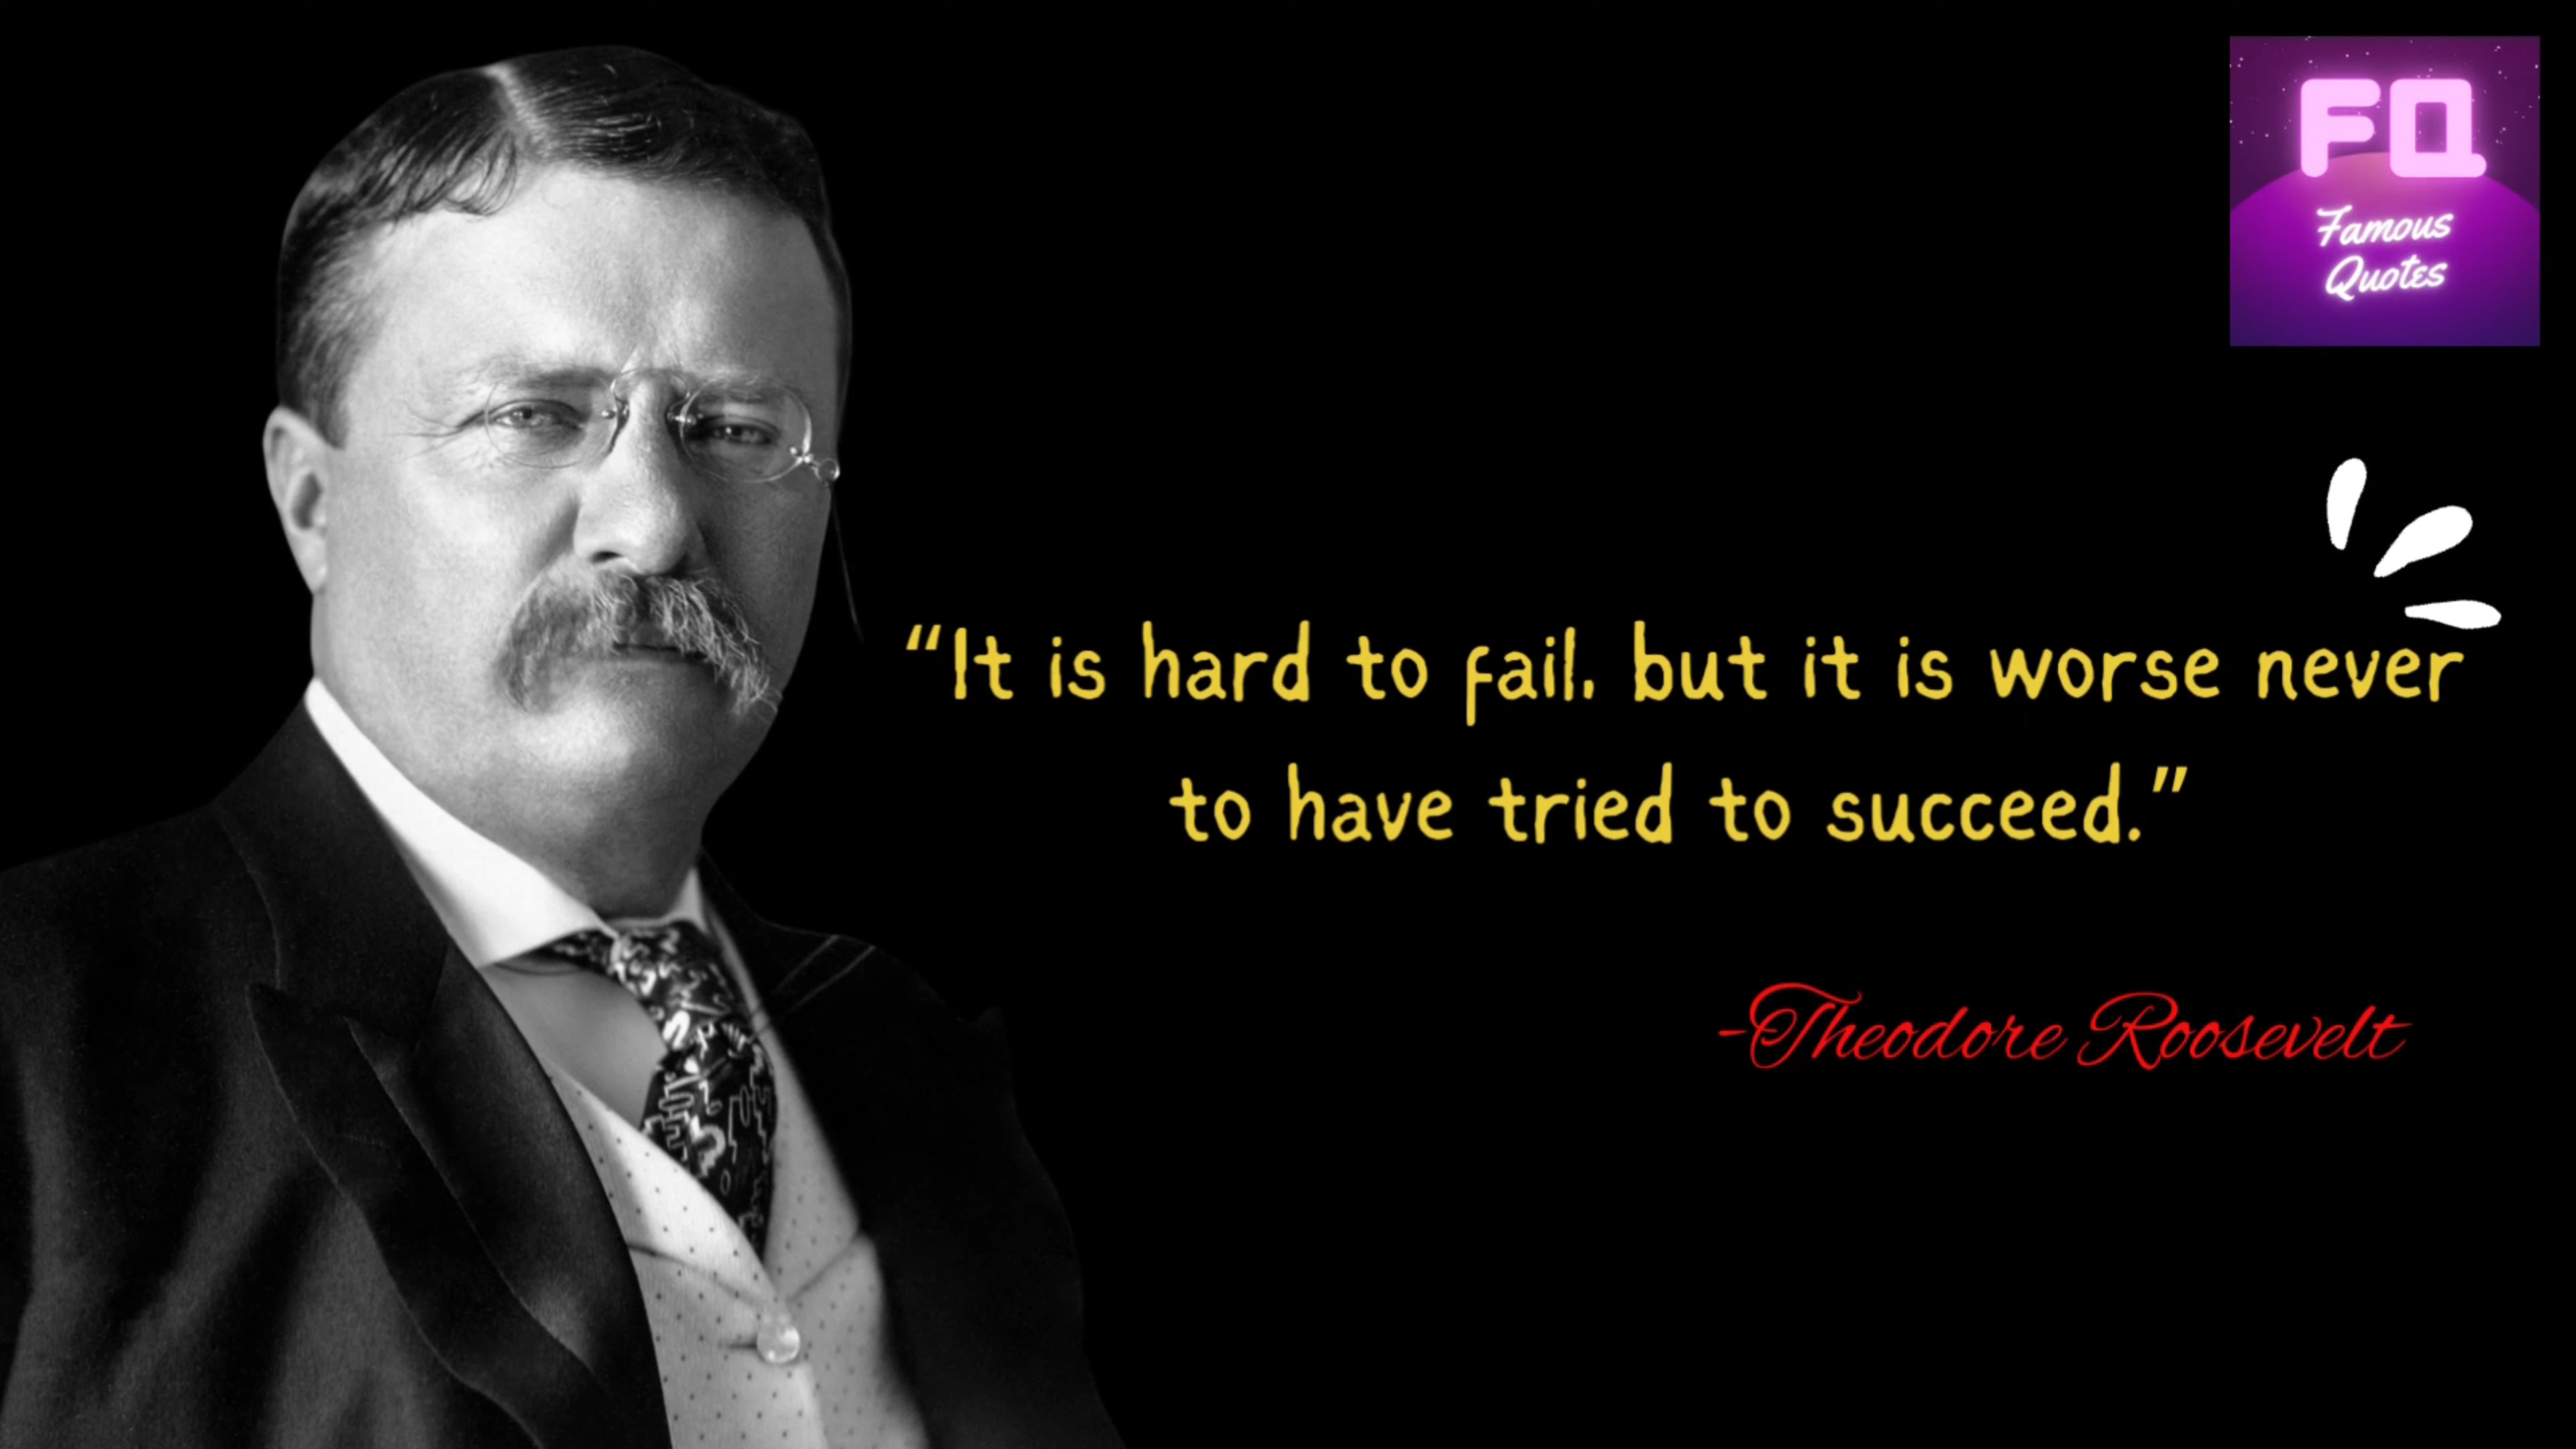 FQ
Famous
Quotes
“It is hard to fail, but it is worse never
to have tried to succeed.”
-Theodore Roosevelt